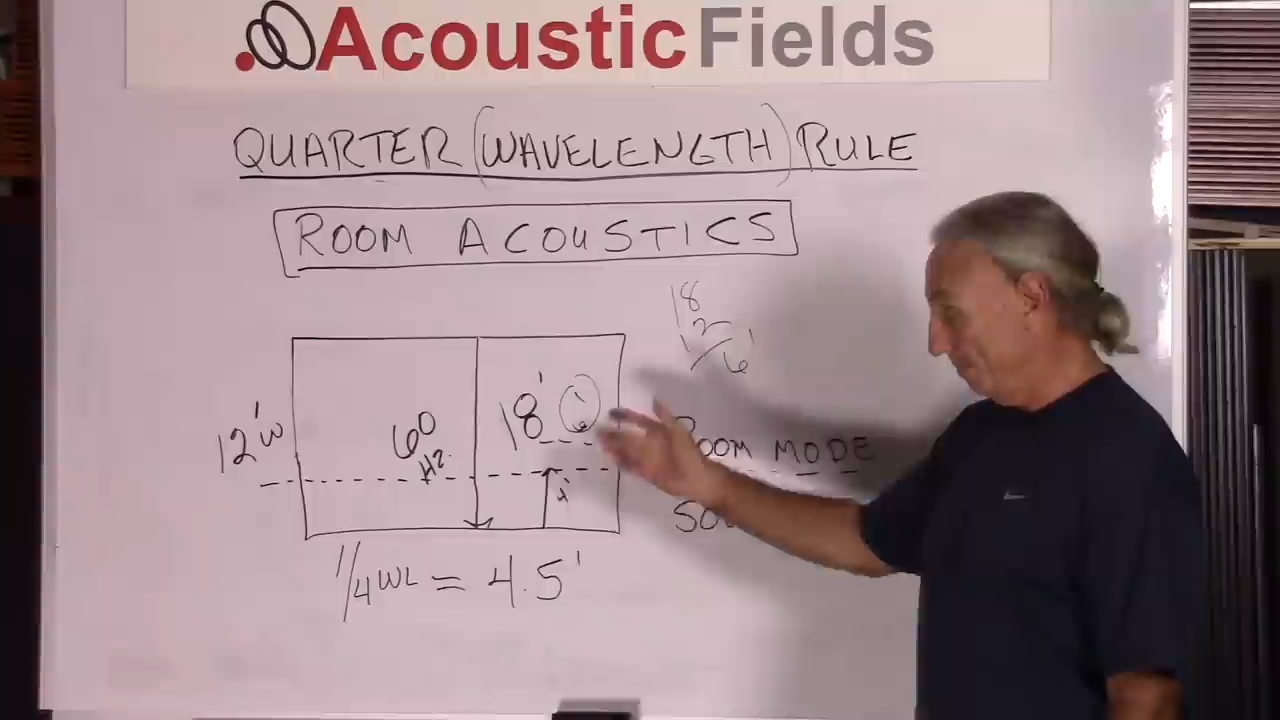 AcousticFields
QUARTER (WAVELENGTH) RULE
ROOM ACOUSTICS
18
12
6'
12'W
60
HZ.
18'
ROOM MODE
1/4 WL = 4.5'